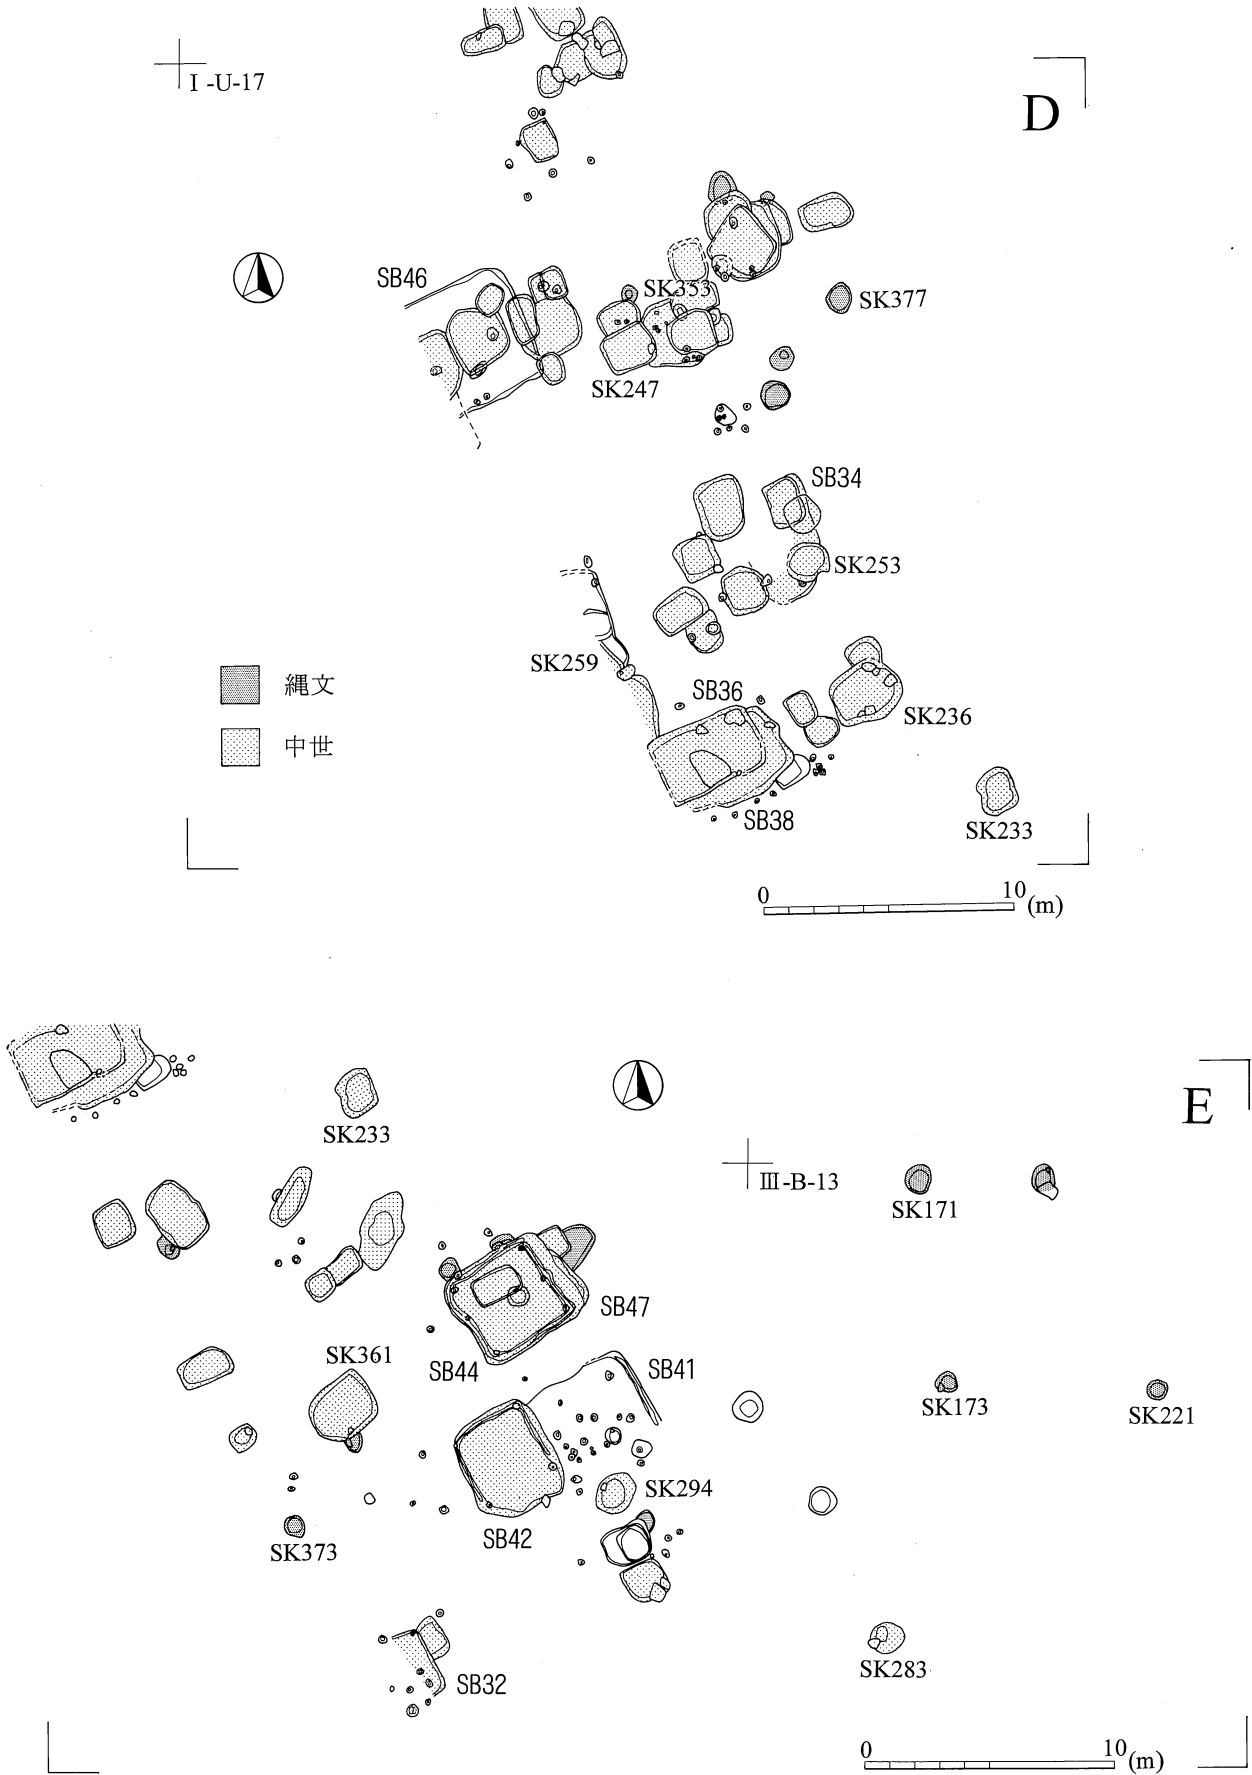 I-U-17
D
SB46
SK353
SK377
SK247
SB34
SK253
SK259
縄文
SB36
SK236
中世
SB38
SK233
0 10 (m)
E
SK233
Ⅲ-B-13
SK171
SB47
SK361
SB44
SB41
SK173
SK221
SK294
SB42
SK373
SK283
SB32
0 10 (m)